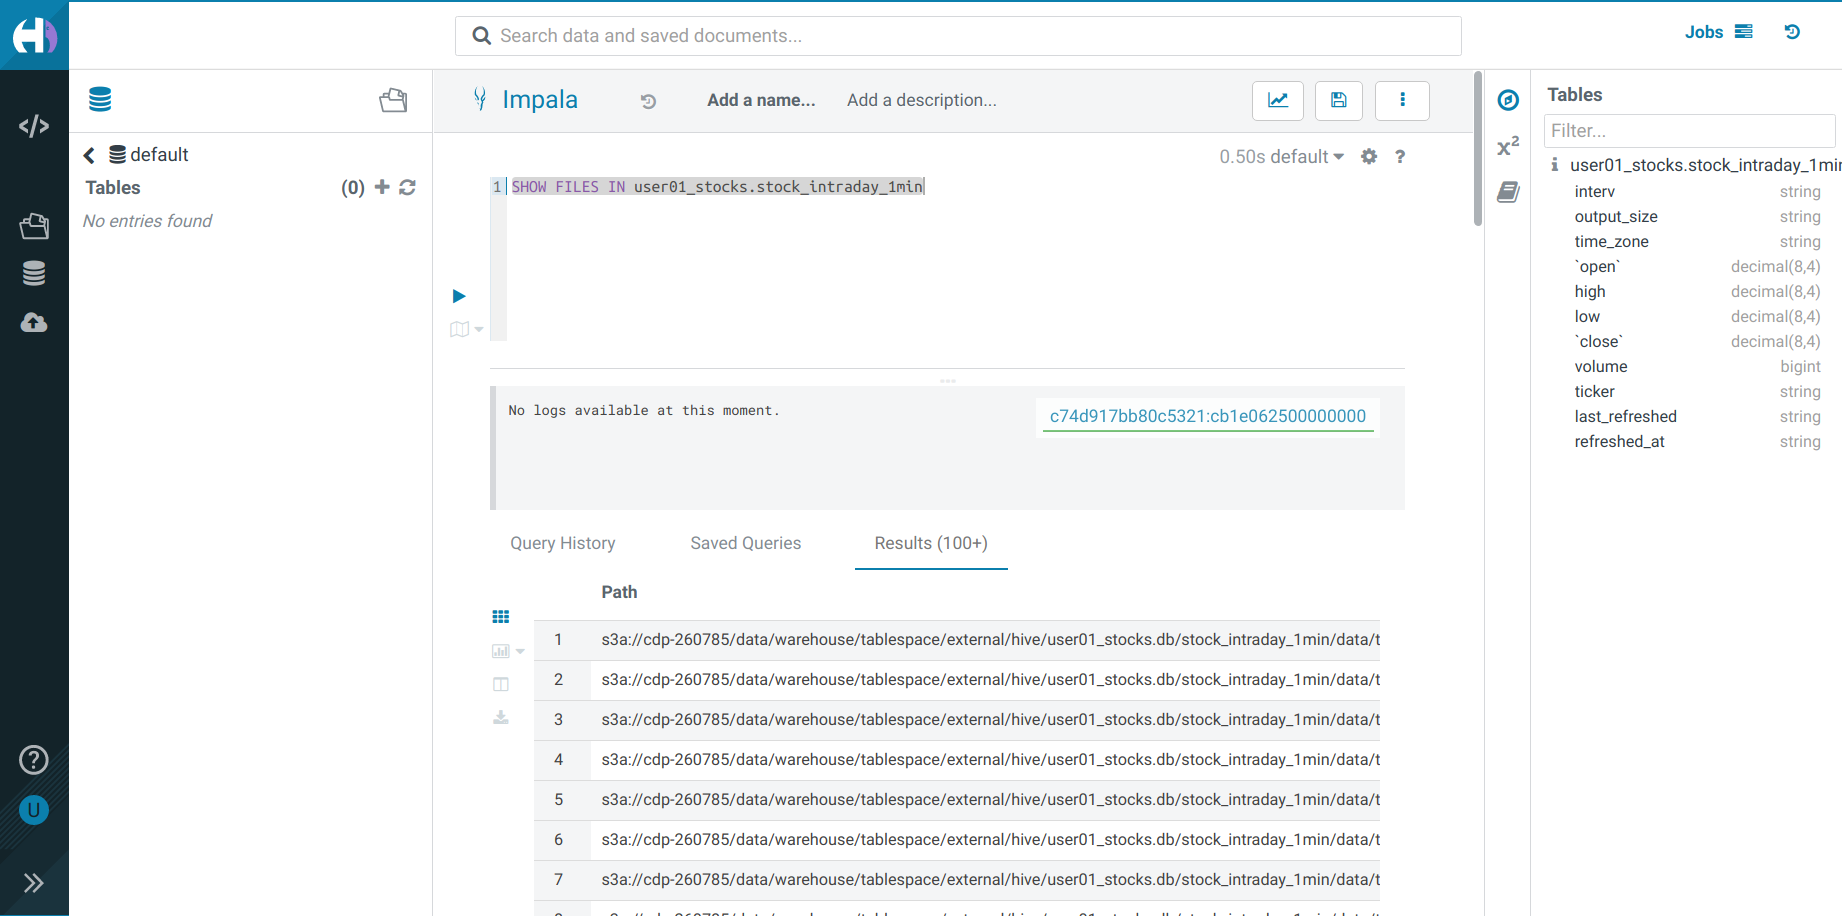 Search data and saved documents...
Jobs
default
Tables (0)
No entries found
Impala Add a name... Add a description...
0.50s default ?
1 SHOW FILES IN user01_stocks.stock_intraday_1min
No logs available at this moment.
c74d917bb80c5321:cb1e062500000000
Query History Saved Queries Results (100+)
Path
1 s3a://cdp-260785/data/warehouse/tablespace/external/hive/user01_stocks.db/stock_intraday_1min/data/t
2 s3a://cdp-260785/data/warehouse/tablespace/external/hive/user01_stocks.db/stock_intraday_1min/data/t
3 s3a://cdp-260785/data/warehouse/tablespace/external/hive/user01_stocks.db/stock_intraday_1min/data/t
4 s3a://cdp-260785/data/warehouse/tablespace/external/hive/user01_stocks.db/stock_intraday_1min/data/t
5 s3a://cdp-260785/data/warehouse/tablespace/external/hive/user01_stocks.db/stock_intraday_1min/data/t
6 s3a://cdp-260785/data/warehouse/tablespace/external/hive/user01_stocks.db/stock_intraday_1min/data/t
7 s3a://cdp-260785/data/warehouse/tablespace/external/hive/user01_stocks.db/stock_intraday_1min/data/t
x²
Tables
Filter...
user01_stocks.stock_intraday_1min
interv string
output_size string
time_zone string
`open` decimal(8,4)
high decimal(8,4)
low decimal(8,4)
`close` decimal(8,4)
volume bigint
ticker string
last_refreshed string
refreshed_at string
?
U